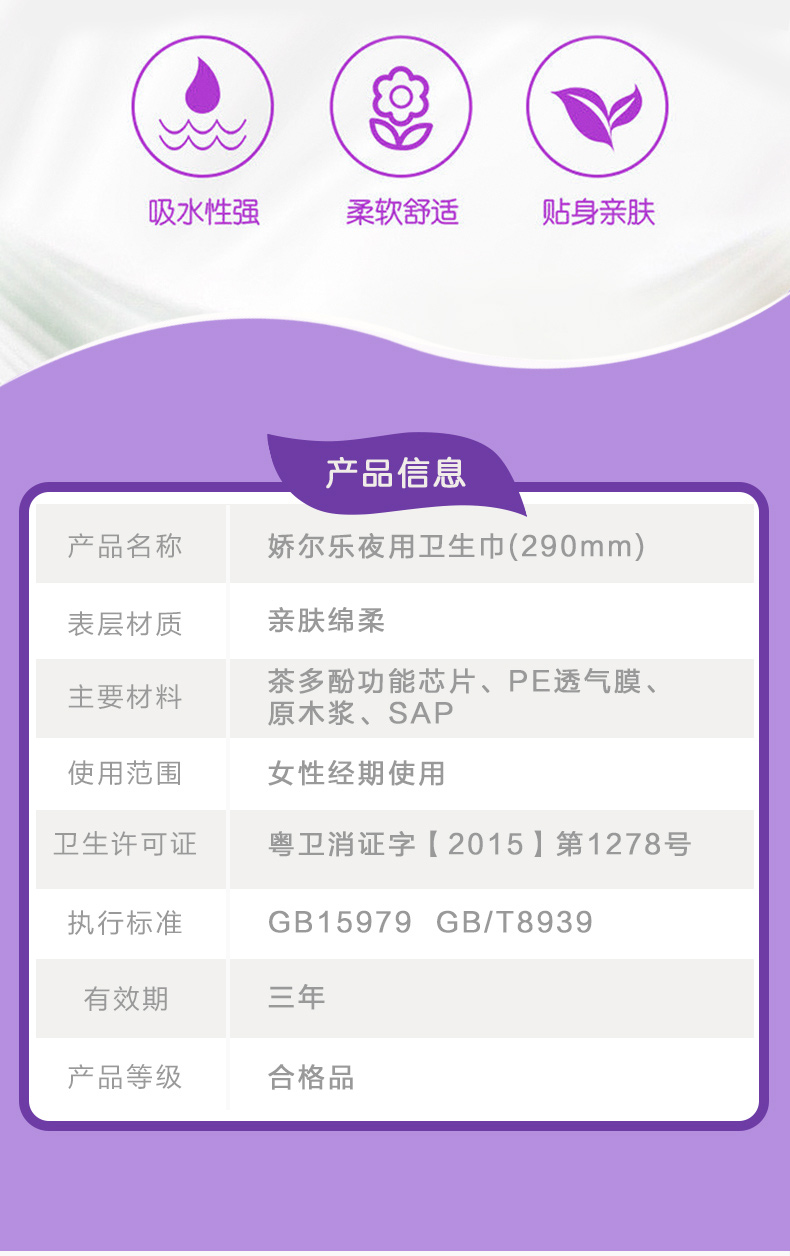 吸水性强 柔软舒适 贴身亲肤
产品信息
产品名称 娇尔乐夜用卫生巾(290mm)
表层材质 亲肤绵柔
主要材料 茶多酚功能芯片、PE透气膜、
原木浆、SAP
使用范围 女性经期使用
卫生许可证 粤卫消证字【2015】第1278号
执行标准 GB15979 GB/T8939
有效期 三年
产品等级 合格品